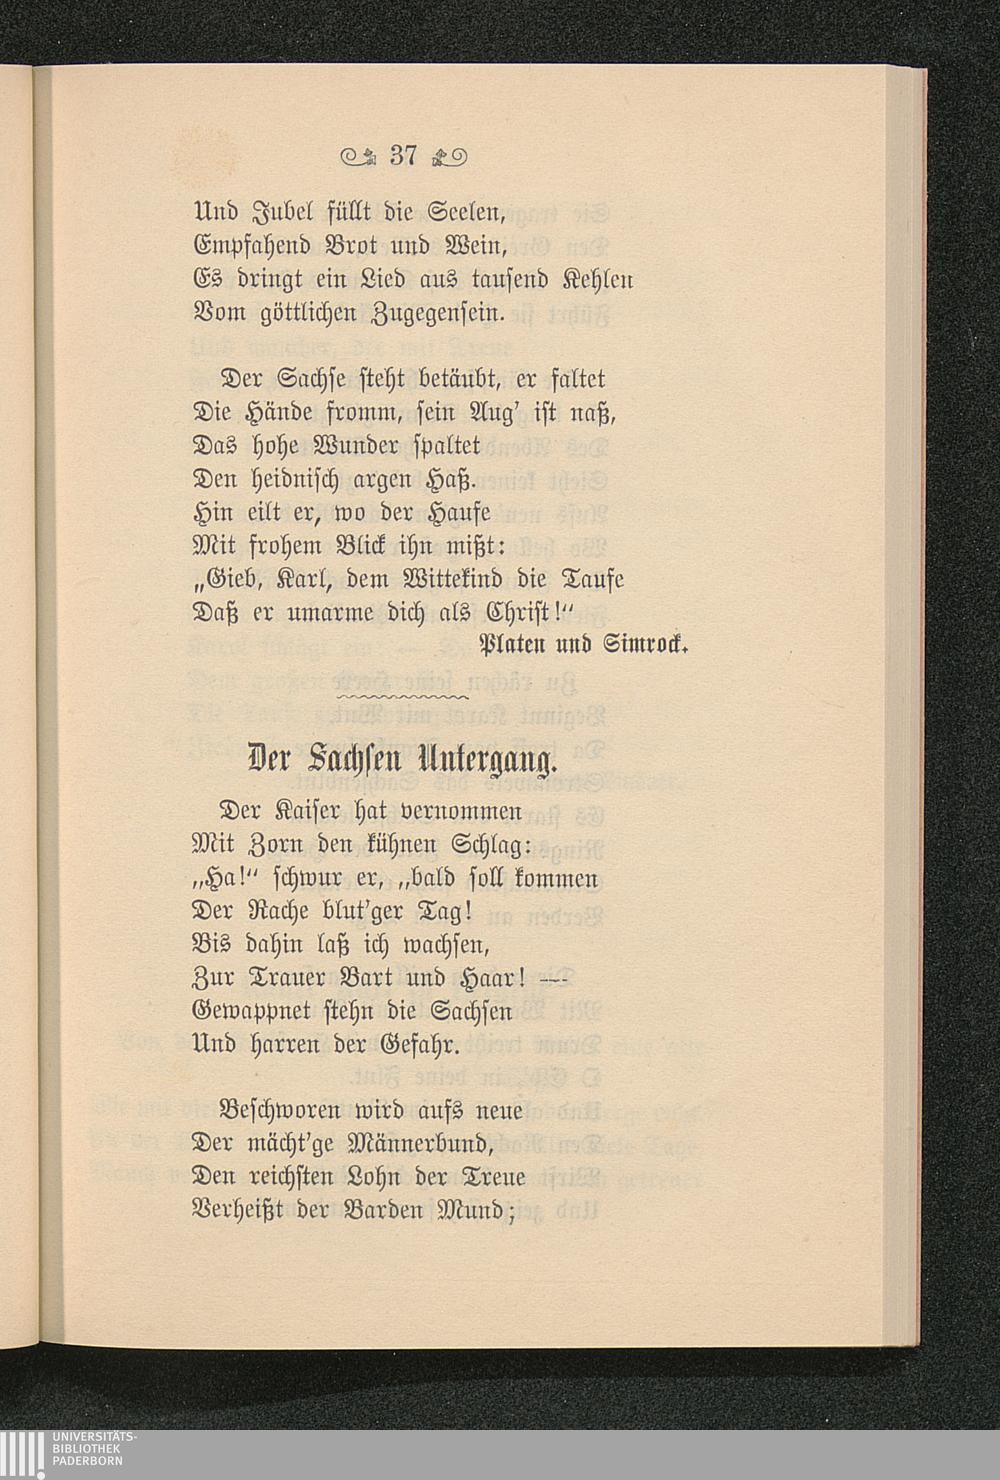 37
Und Jubel füllt die Seelen,
Empfahend Brot und Wein,
Es dringt ein Lied aus tausend Kehlen
Vom göttlichen Zugegensein.
Der Sachse steht betäubt, er faltet
Die Hände fromm, sein Aug' ist naß,
Das hohe Wunder spaltet
Den heidnisch argen Haß.
Hin eilt er, wo der Haufe
Mit frohem Blick ihn mißt:
„Gieb, Karl, dem Wittekind die Taufe
Daß er umarme dich als Christ!“
Platen und Simrock.
Der Sachsen Untergang.
Der Kaiser hat vernommen
Mit Zorn den kühnen Schlag:
„Ha!“ schwur er, „bald soll kommen
Der Rache blut'ger Tag!
Bis dahin laß ich wachsen,
Zur Trauer Bart und Haar! —
Gewappnet stehn die Sachsen
Und harren der Gefahr.
Beschworen wird aufs neue
Der mächt'ge Männerbund,
Den reichsten Lohn der Treue
Verheißt der Barden Mund;
UNIVERSITÄTS-
BIBLIOTHEK
PADERBORN